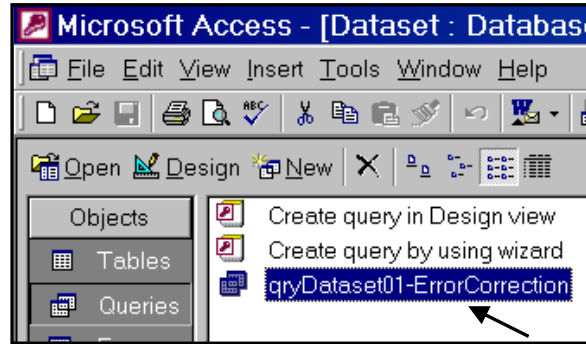 Microsoft Access - [Dataset : Databas
File Edit View Insert Tools Window Help
ABC W
Open Design New
Objects
Create query in Design view
Tables
Create query by using wizard
Queries
qryDataset01-ErrorCorrection